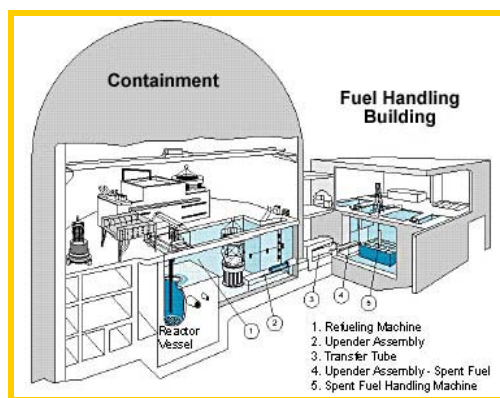 Containment
Fuel Handling
Building
Reactor
Vessel
1
2
3
4
5
1. Refueling Machine
2. Upender Assembly
3. Transfer Tube
4. Upender Assembly - Spent Fuel
5. Spent Fuel Handling Machine